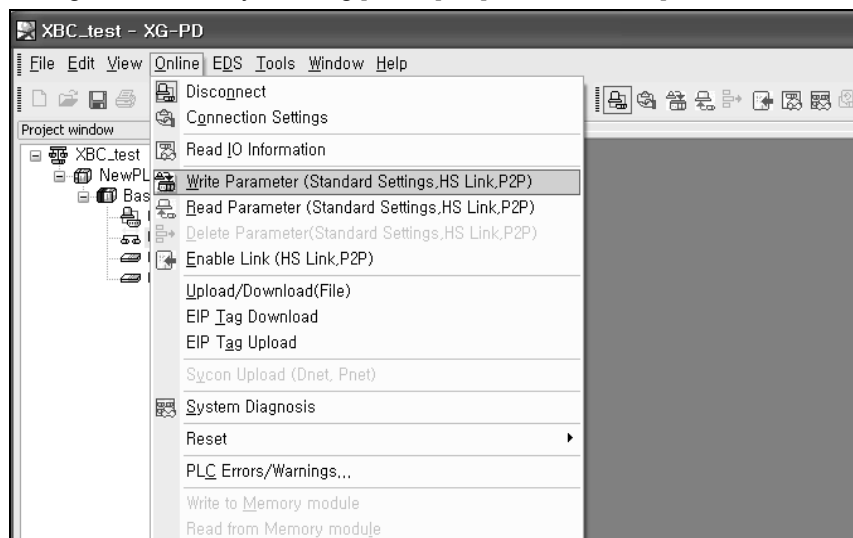 XBC_test - XG-PD
File Edit View Online EDS Tools Window Help
Project window
XBC_test
NewPL
Bas
Disconnect
Connection Settings
Read IO Information
Write Parameter (Standard Settings,HS Link,P2P)
Read Parameter (Standard Settings,HS Link,P2P)
Delete Parameter(Standard Settings,HS Link,P2P)
Enable Link (HS Link,P2P)
Upload/Download(File)
EIP Tag Download
EIP Tag Upload
Sycon Upload (Dnet, Pnet)
System Diagnosis
Reset
PLC Errors/Warnings...
Write to Memory module
Read from Memory module